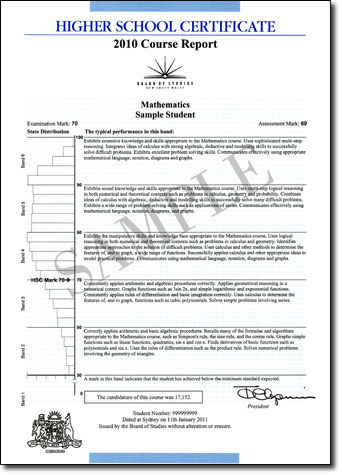 HIGHER SCHOOL CERTIFICATE
2010 Course Report
BOARD OF STUDIES
NEW SOUTH WALES
Mathematics
Sample Student
Examination Mark: 70
Assessment Mark: 69
State Distribution
The typical performance in this band:
100
Exhibits extensive knowledge and skills appropriate to the Mathematics course. Uses sophisticated multi-step
reasoning. Integrates ideas of calculus with strong algebraic, deductive and modelling skills to successfully
solve difficult problems. Exhibits excellent problem solving skills. Communicates effectively using appropriate
mathematical language, notation, diagrams and graphs.
Band 6
90
Exhibits sound knowledge and skills appropriate to the Mathematics course. Uses multi-step logical reasoning
in both numerical and theoretical contexts such as problems in calculus, geometry and probability. Combines
ideas of calculus with algebraic, deductive and modelling skills to successfully solve many difficult problems.
Exhibits a wide range of problem solving skills such as applications of series. Communicates effectively using
mathematical language, notation, diagrams, and graphs.
Band 5
80
Exhibits the manipulative skills and knowledge base appropriate to the Mathematics course. Uses logical
reasoning in both numerical and theoretical contexts such as problems in calculus or geometry. Identifies
appropriate approaches to the solution of difficult problems. Uses calculus and other methods to determine the
features of, and to graph, a wide range of functions. Successfully applies calculus and other appropriate ideas to
model practical problems. Communicates using mathematical language, notation, diagrams and graphs.
Band 4
70
HSC Mark 70
Consistently applies arithmetic and algebraic procedures correctly. Applies geometrical reasoning in a
numerical context. Graphs functions such as 3sin 2x, and simple logarithmic and exponential functions.
Consistently applies rules of differentiation and basic integration correctly. Uses calculus to determine the
features of, and to graph, functions such as cubic polynomials. Solves simple problems involving series.
Band 3
60
Correctly applies arithmetic and basic algebraic procedures. Recalls many of the formulae and algorithms
appropriate to the Mathematics course, such as Simpson's rule, the sine rule, and the cosine rule. Graphs simple
functions such as linear functions, quadratics, sin x and cos x. Finds derivatives of basic functions such as
polynomials and sin x. Uses the rules of differentiation such as the product rule. Solves numerical problems
involving the geometry of triangles.
Band 2
50
A mark in this band indicates that the student has achieved below the minimum standard expected.
Band 1
0
The candidature of this course was 17,152.
President
Student Number: 999999999
Dated at Sydney on 11th January 2011
Issued by the Board of Studies without alteration or erasure.
SAMPLE